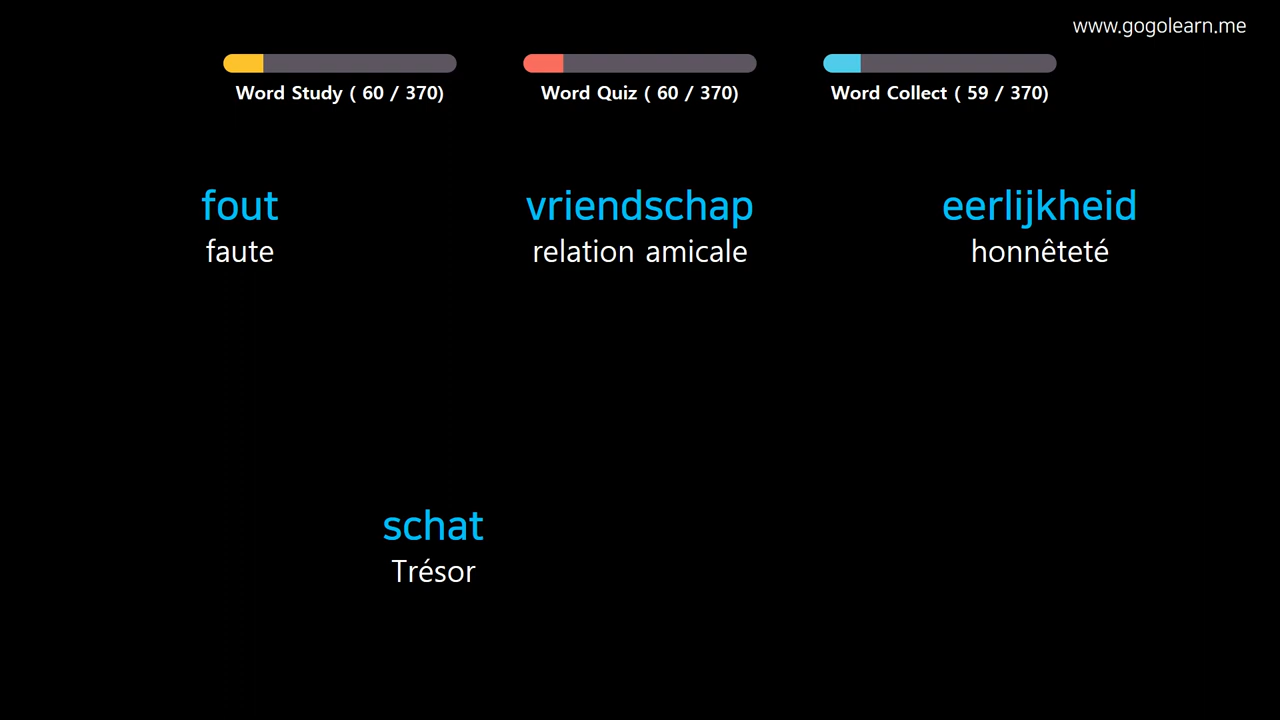 www.gogolearn.me
Word Study ( 60 / 370)
Word Quiz ( 60 / 370)
Word Collect ( 59 / 370)
fout
faute
vriendschap
relation amicale
eerlijkheid
honnêteté
schat
Trésor